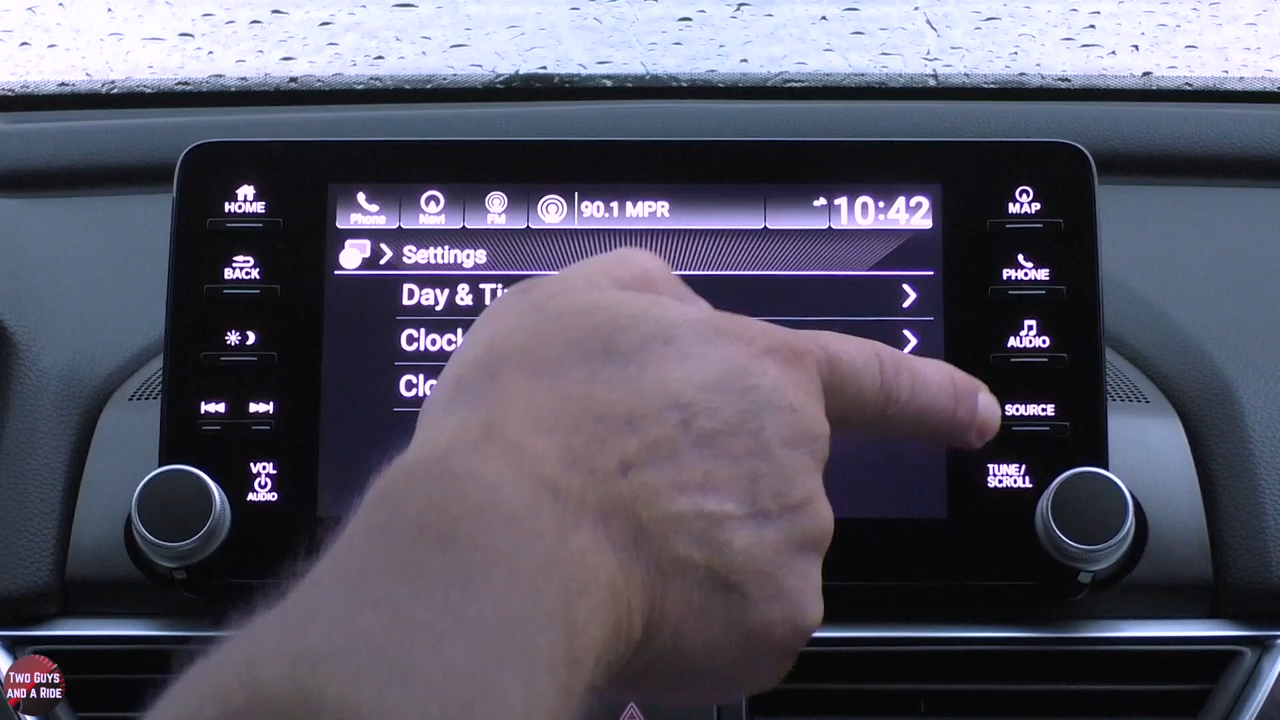 HOME
BACK
VOL
AUDIO
Phone
Navi
FM
90.1 MPR
10:42
Settings
Day & Ti
Clock
Clo
MAP
PHONE
AUDIO
SOURCE
TUNE/
SCROLL
TWO GUYS
AND A RIDE